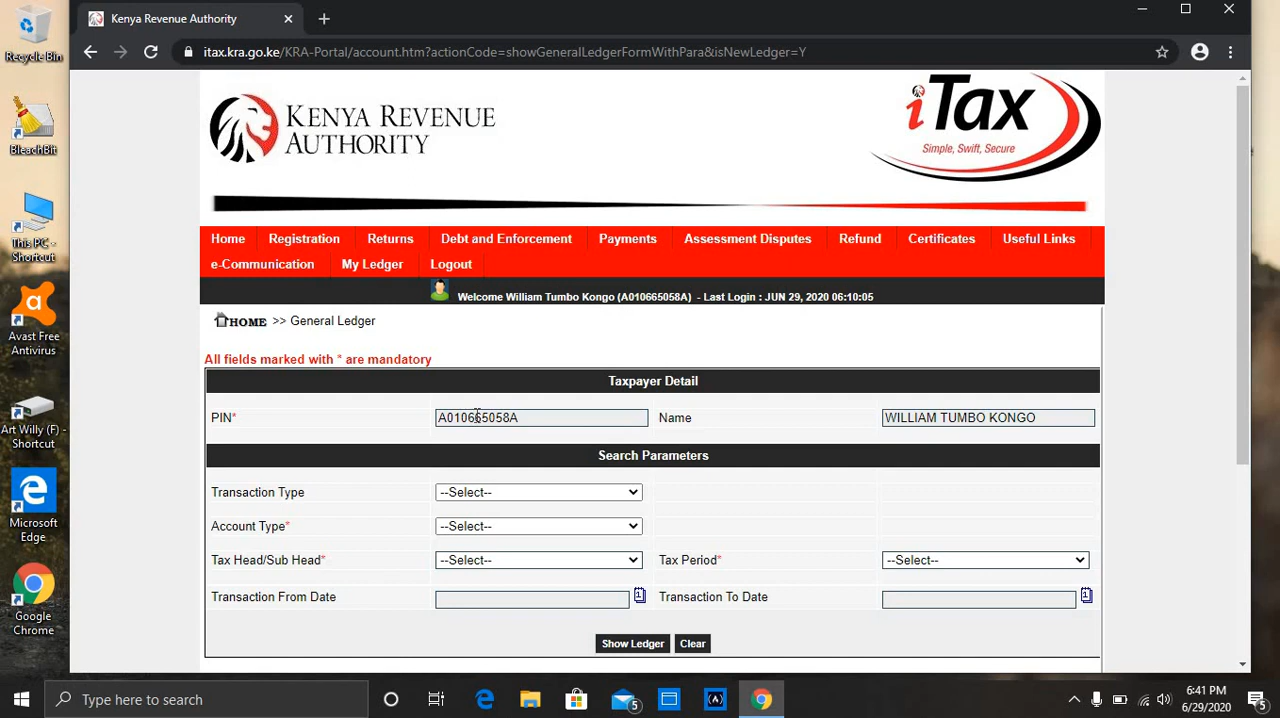 Recycle Bin
BleachBit
This PC -
Shortcut
Avast Free
Antivirus
Art Willy (F) -
Shortcut
Microsoft
Edge
Google
Chrome
Kenya Revenue Authority
itax.kra.go.ke/KRA-Portal/account.htm?actionCode=showGeneralLedgerFormWithPara&isNewLedger=Y
KENYA REVENUE
AUTHORITY
iTax
Simple, Swift, Secure
Home Registration Returns Debt and Enforcement Payments Assessment Disputes Refund Certificates Useful Links
e-Communication My Ledger Logout
Welcome William Tumbo Kongo (A010665058A) - Last Login : JUN 29, 2020 06:10:05
HOME >> General Ledger
All fields marked with * are mandatory
Taxpayer Detail
PIN* A010665058A Name WILLIAM TUMBO KONGO
Search Parameters
Transaction Type --Select--
Account Type* --Select--
Tax Head/Sub Head* --Select-- Tax Period* --Select--
Transaction From Date 1 Transaction To Date 1
Show Ledger Clear
Type here to search
5
6:41 PM
6/29/2020
5